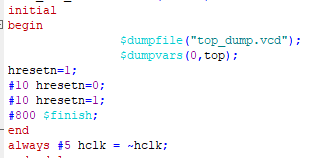 initial
begin
$dumpfile("top_dump.vcd");
$dumpvars(0,top);
hresetn=1;
#10 hresetn=0;
#10 hresetn=1;
#800 $finish;
end
always #5 hclk = ~hclk;